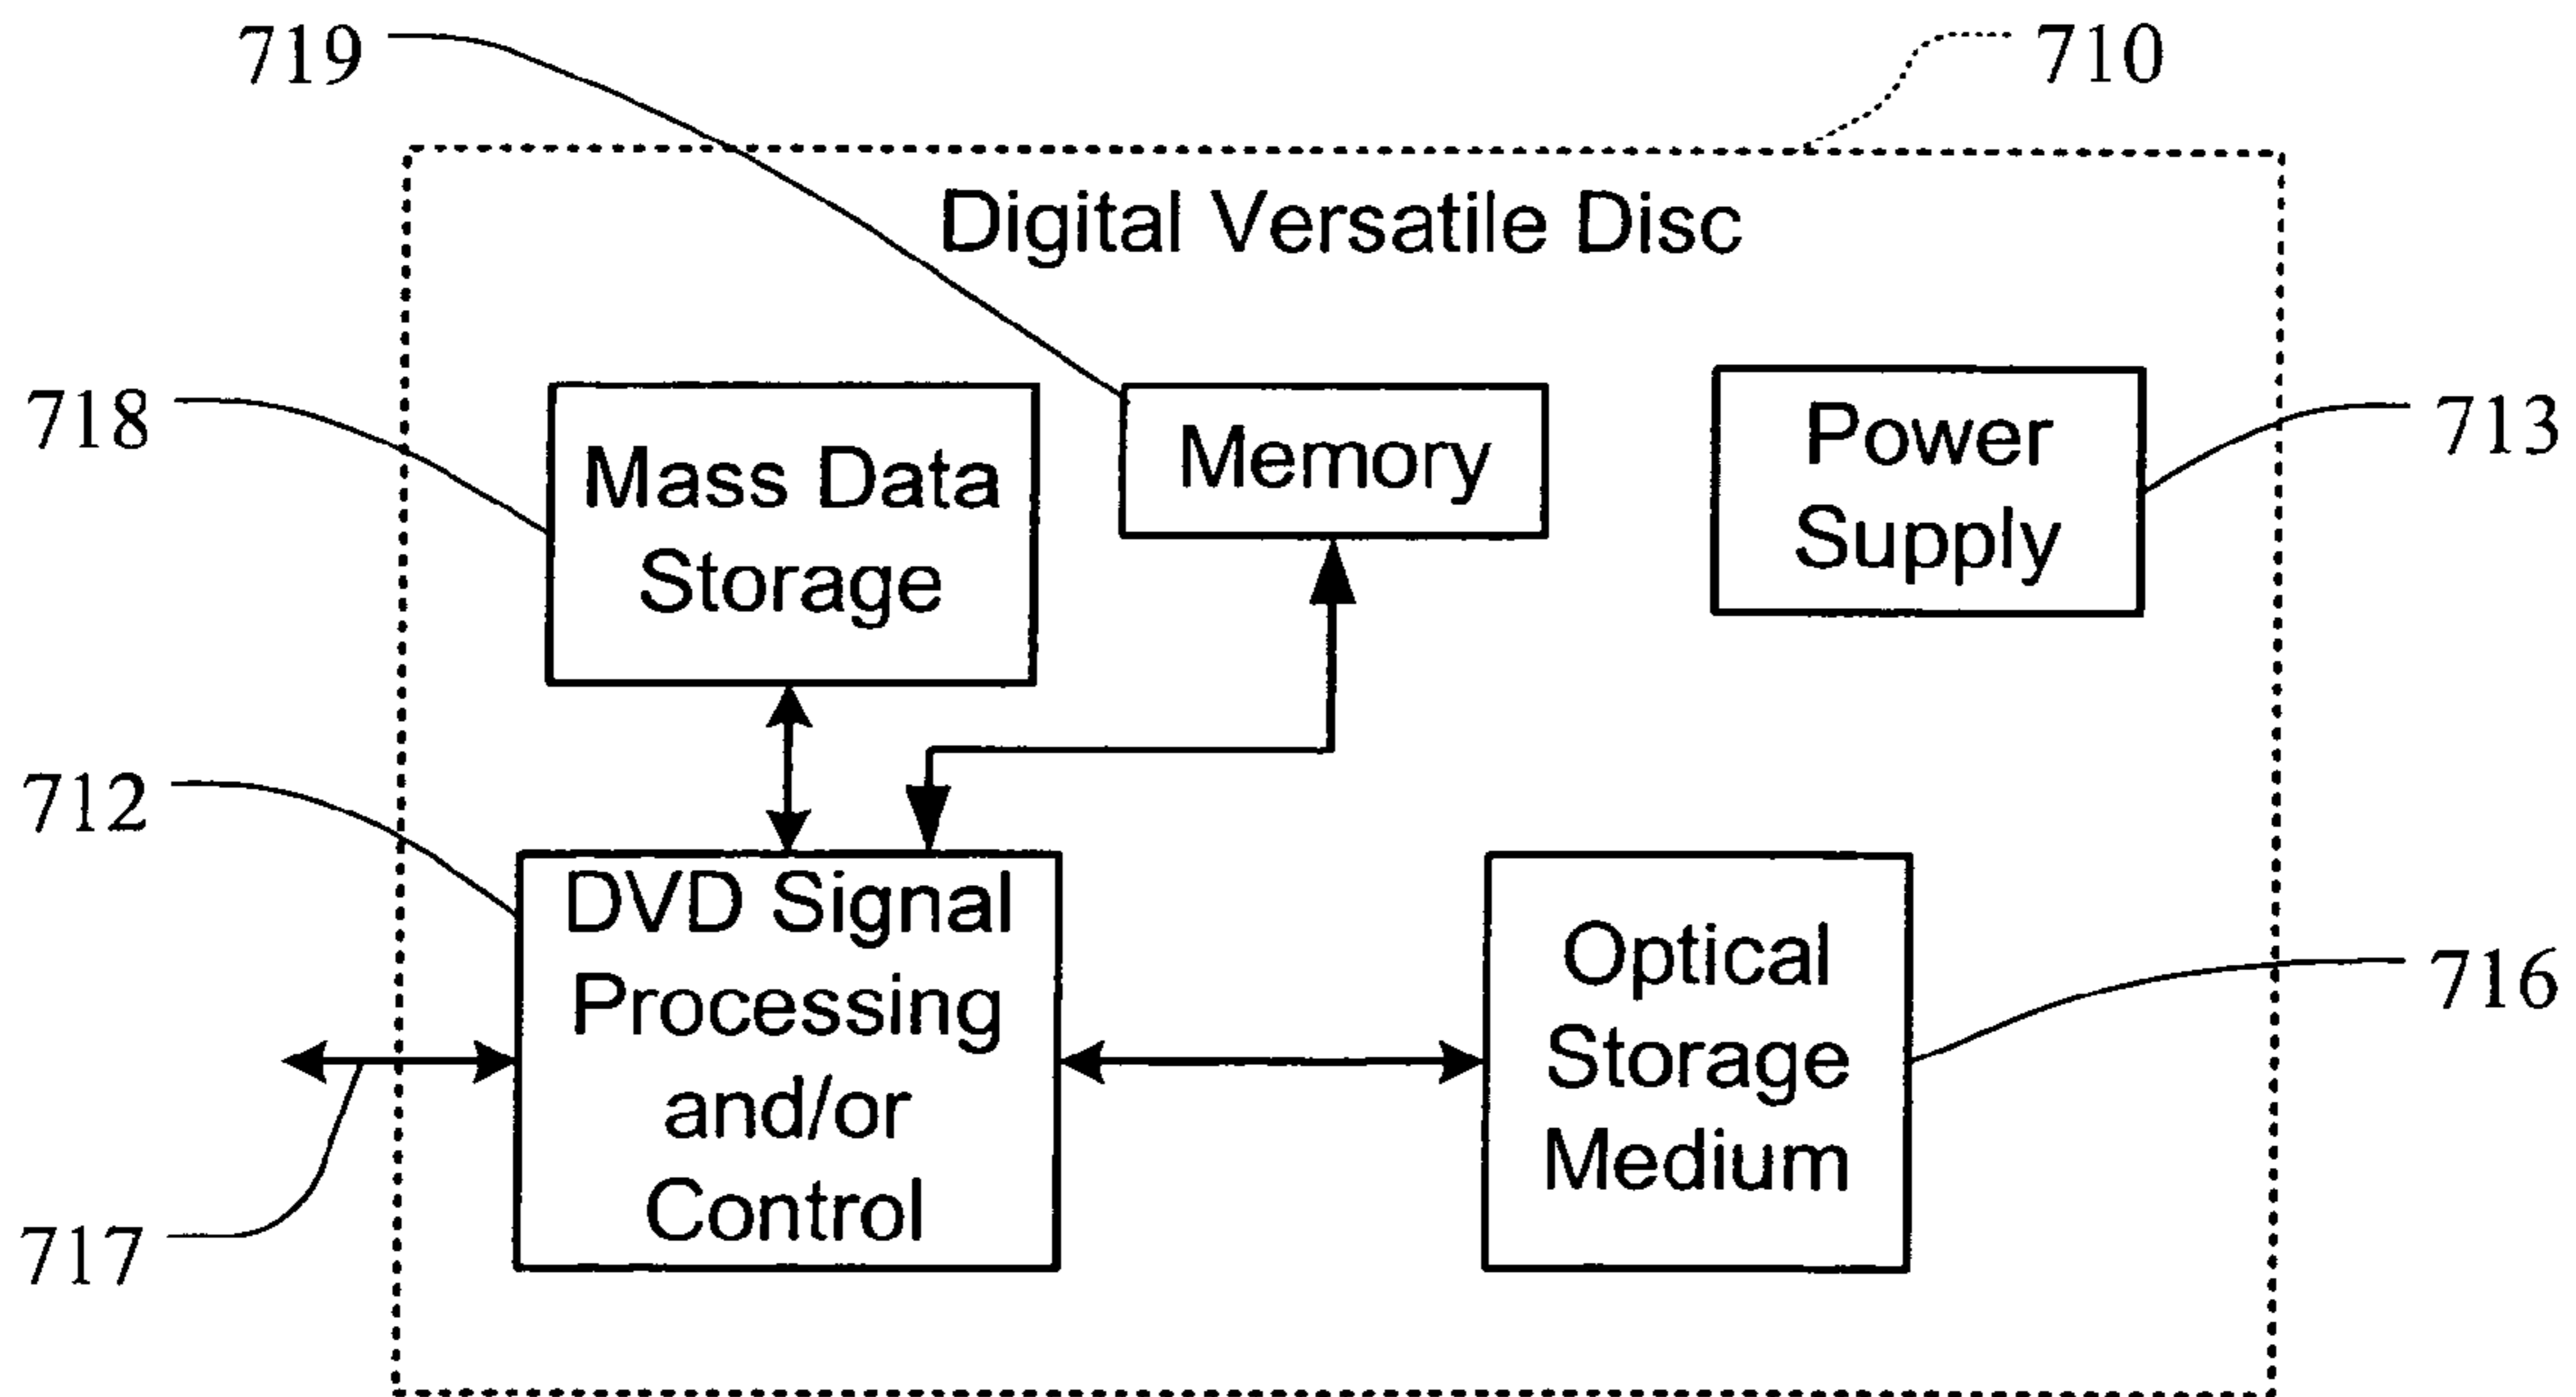 719
710
Digital Versatile Disc
718
Mass Data
Storage
Memory
Power
Supply
713
712
DVD Signal
Processing
and/or
Control
Optical
Storage
Medium
716
717